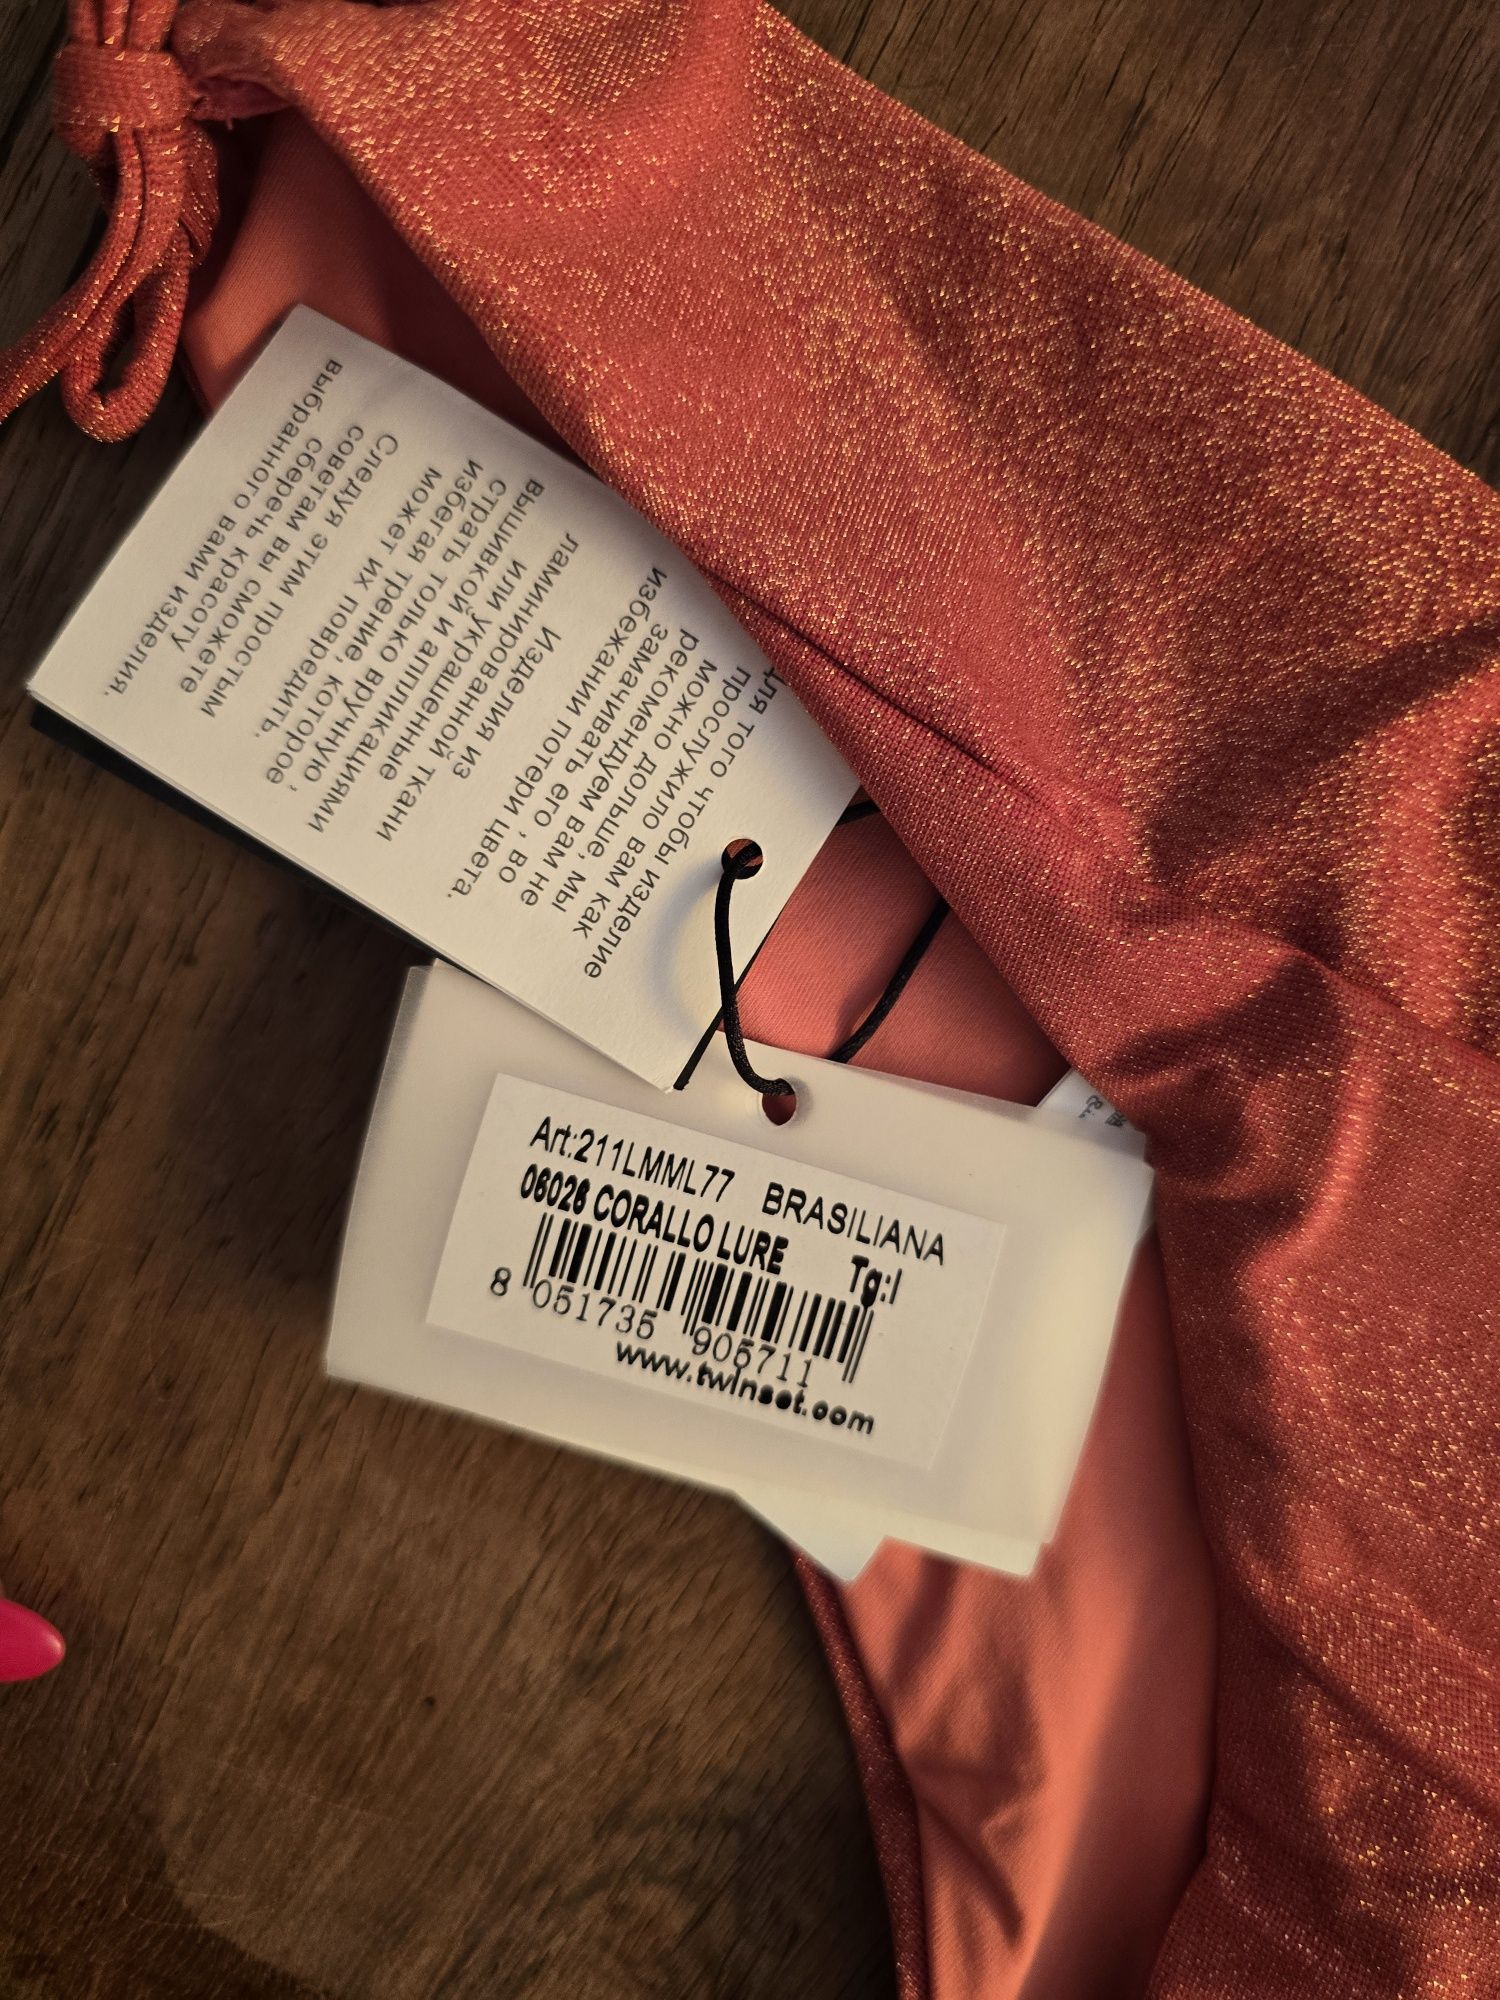 Для того чтобы изделие
прослужило вам как
можно дольше, мы
рекомендуем вам не
замачивать его , во
избежании потери цвета.
Изделия из
ламинированной ткани
или украшенные
вышивкой и аппликациями
страть только вручную ,
избегая трение, которое
может их повредить.
Следуя этим простым
советам вы сможете
сберечь красоту
выбранного вами изделия.
Art:211LMML77 BRASILIANA
06026 CORALLO LURE Tg:I
8 051735 905711
www.twinset.com